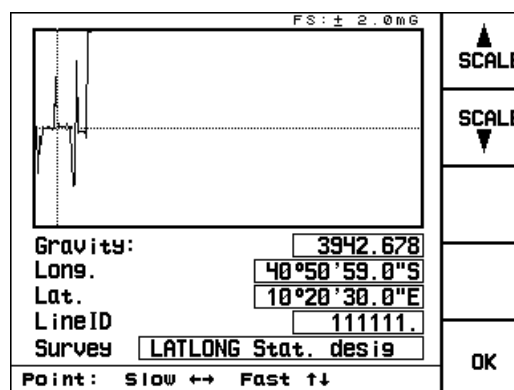 FS:± 2.0mG
SCALE
SCALE
Gravity: 3942.678
Long. 40°50'59.0"S
Lat. 10°20'30.0"E
LineID 111111.
Survey LATLONG Stat. desig
OK
Point: Slow ↔ Fast ↑↓